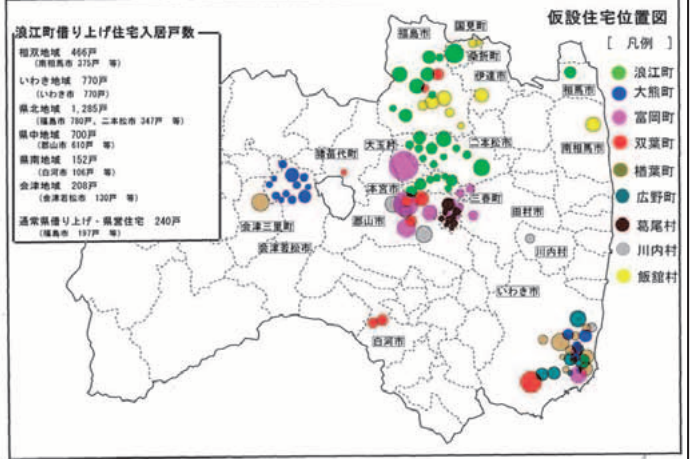 仮設住宅位置図
浪江町借り上げ住宅入居戸数
相双地域 466戸
(南相馬市 375戸 等)
いわき地域 770戸
(いわき市 770戸)
県北地域 1,285戸
(福島市 780戸、二本松市 347戸 等)
県中地域 700戸
(郡山市 610戸 等)
県南地域 152戸
(白河市 106戸 等)
会津地域 208戸
(会津若松市 130戸 等)
通常県借り上げ・県営住宅 240戸
(福島市 197戸 等)
[ 凡例 ]
浪江町
大熊町
富岡町
双葉町
楢葉町
広野町
葛尾村
川内村
飯舘村
国見町
福島市
桑折町
伊達市
相馬市
南相馬市
大玉村
二本松市
猪苗代町
本宮市
三春町
郡山市
田村市
会津三里町
会津若松市
川内村
いわき市
白河市